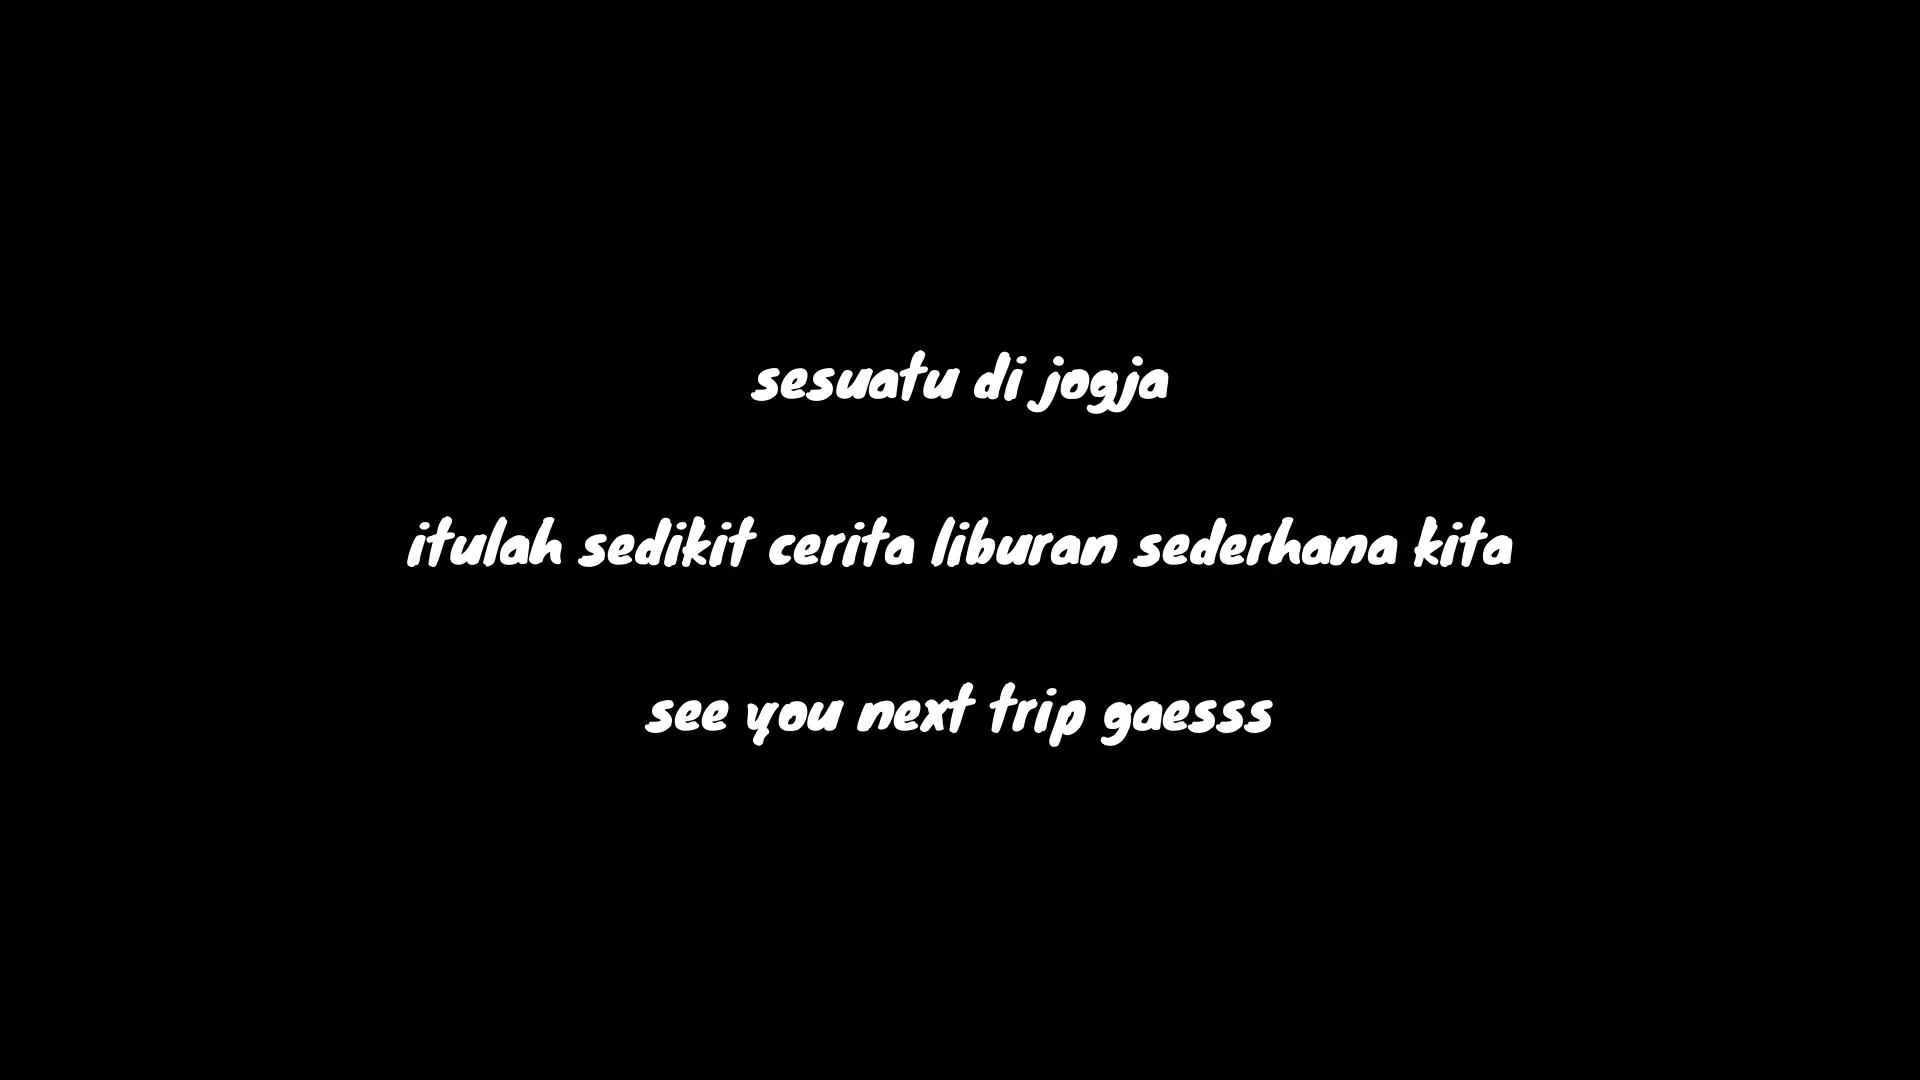 sesuatu di jogja
itulah sedikit cerita liburan sederhana kita
see you next trip gaesss